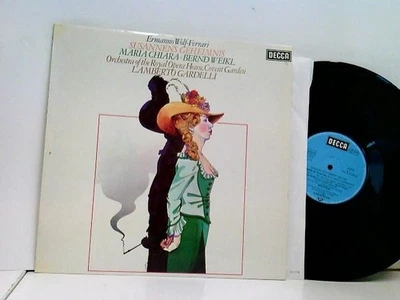 Ermanno Wolf-Ferrari
SUSANNENS GEHEIMNIS
MARIA CHIARA · BERND WEIKL
Orchestra of the Royal Opera House, Covent Garden
LAMBERTO GARDELLI
DECCA
DECCA